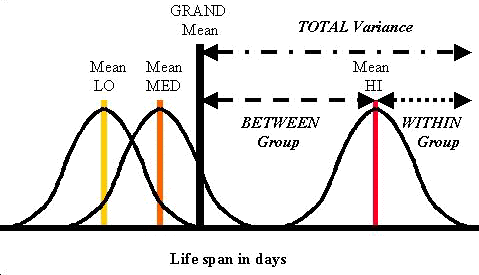 GRAND
Mean
TOTAL Variance
Mean
LO
Mean
MED
Mean
HI
BETWEEN
Group
WITHIN
Group
Life span in days